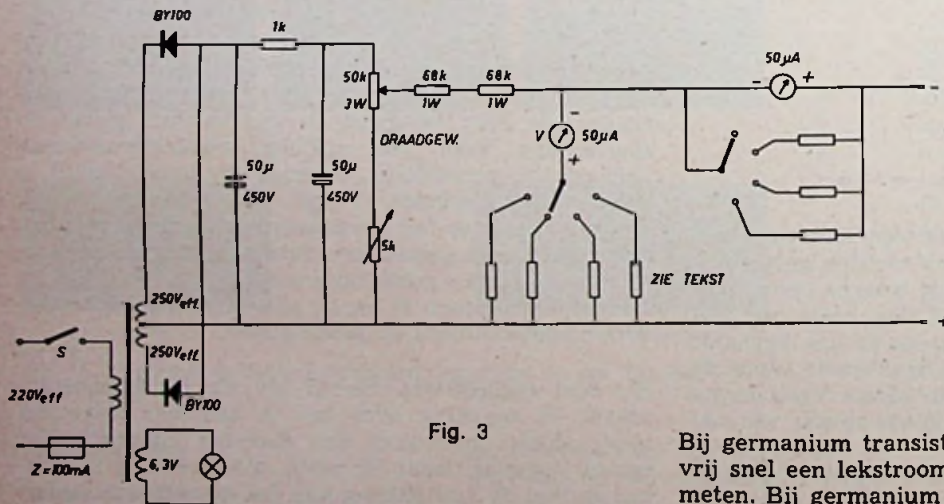 BY100
1k
50k
3W
68k
1W
68k
1W
50µA
- +
-
-
V
50µA
+
DRAADGEW.
50µ
450V
50µ
450V
5k
ZIE TEKST
250Veff.
250Veff.
+
S
220Veff
BY100
Z=100mA
6,3V
Fig. 3
Bij germanium transist
vrij snel een lekstroom
meten. Bij germanium